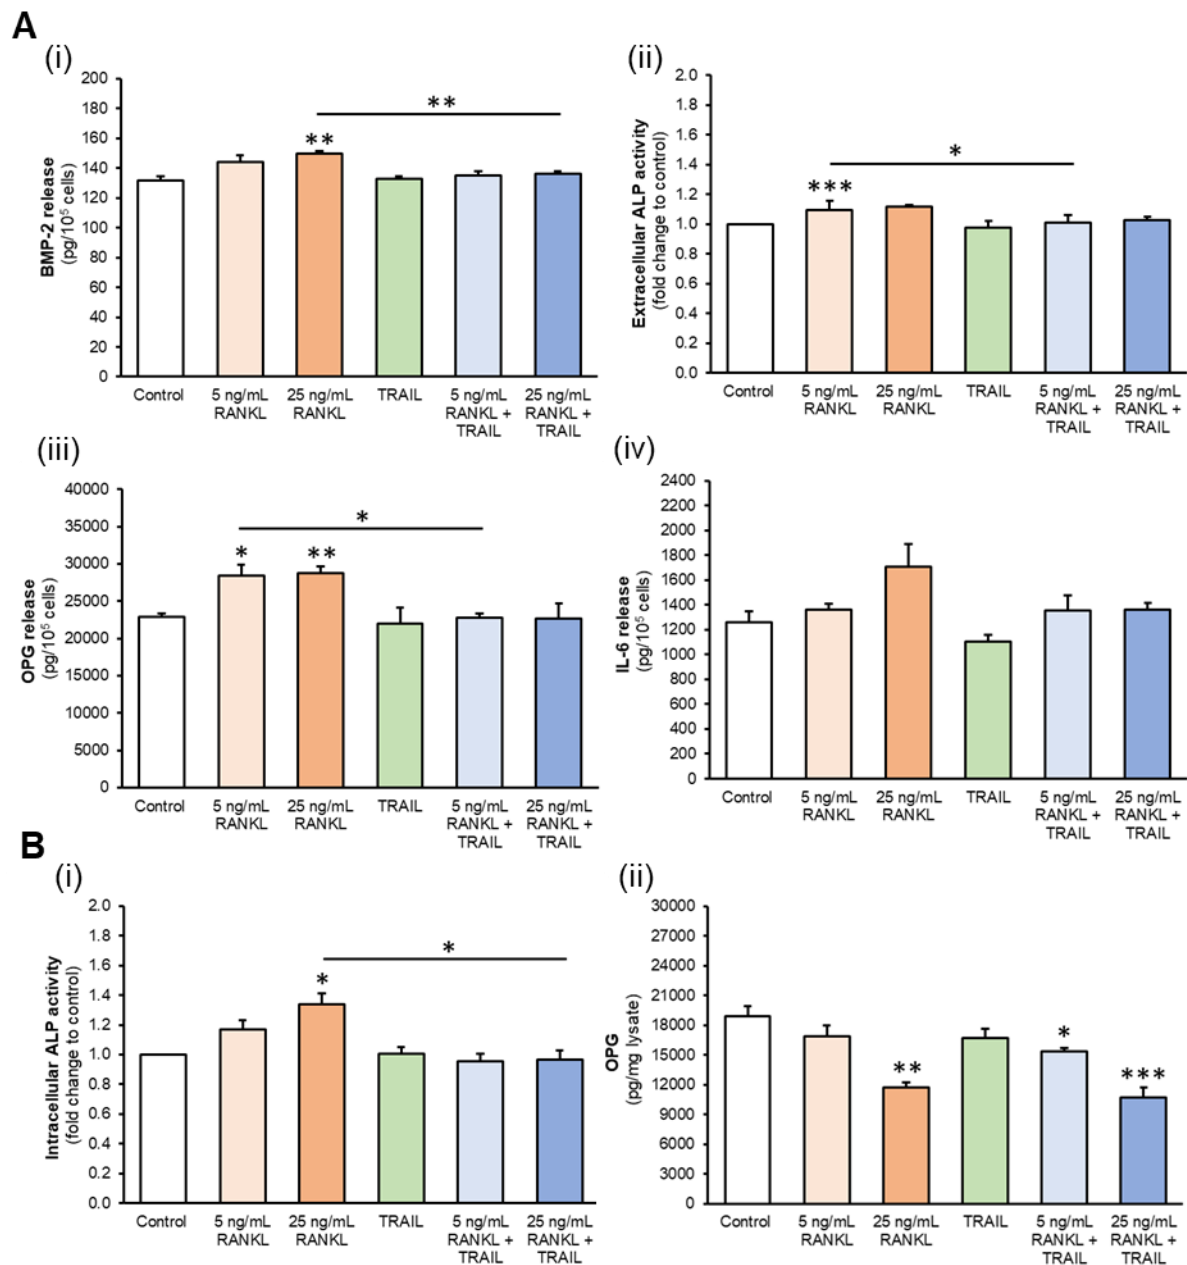 A
(i)
BMP-2 release
(pg/10⁵ cells)
200
180
160
140
120
100
80
60
40
20
0
**
**
Control
5 ng/mL
RANKL
25 ng/mL
RANKL
TRAIL
5 ng/mL
RANKL +
TRAIL
25 ng/mL
RANKL +
TRAIL
(ii)
Extracellular ALP activity
(fold change to control)
2.0
1.8
1.6
1.4
1.2
1.0
0.8
0.6
0.4
0.2
0.0
***
*
Control
5 ng/mL
RANKL
25 ng/mL
RANKL
TRAIL
5 ng/mL
RANKL +
TRAIL
25 ng/mL
RANKL +
TRAIL
(iii)
OPG release
(pg/10⁵ cells)
40000
35000
30000
25000
20000
15000
10000
5000
0
*
**
*
Control
5 ng/mL
RANKL
25 ng/mL
RANKL
TRAIL
5 ng/mL
RANKL +
TRAIL
25 ng/mL
RANKL +
TRAIL
(iv)
IL-6 release
(pg/10⁵ cells)
2400
2200
2000
1800
1600
1400
1200
1000
800
600
400
200
0
Control
5 ng/mL
RANKL
25 ng/mL
RANKL
TRAIL
5 ng/mL
RANKL +
TRAIL
25 ng/mL
RANKL +
TRAIL
B
(i)
Intracellular ALP activity
(fold change to control)
2.0
1.8
1.6
1.4
1.2
1.0
0.8
0.6
0.4
0.2
0.0
*
*
Control
5 ng/mL
RANKL
25 ng/mL
RANKL
TRAIL
5 ng/mL
RANKL +
TRAIL
25 ng/mL
RANKL +
TRAIL
(ii)
OPG
(pg/mg lysate)
30000
27000
24000
21000
18000
15000
12000
9000
6000
3000
0
**
*
***
Control
5 ng/mL
RANKL
25 ng/mL
RANKL
TRAIL
5 ng/mL
RANKL +
TRAIL
25 ng/mL
RANKL +
TRAIL